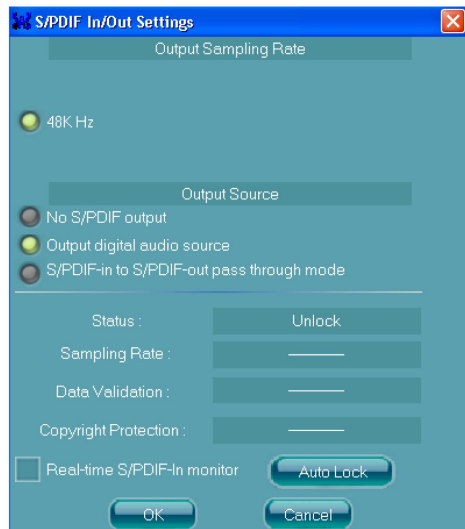 S/PDIF In/Out Settings
Output Sampling Rate
48K Hz
Output Source
No S/PDIF output
Output digital audio source
S/PDIF-in to S/PDIF-out pass through mode
Status : Unlock
Sampling Rate : ———
Data Validation : ———
Copyright Protection : ———
Real-time S/PDIF-In monitor Auto Lock
OK Cancel